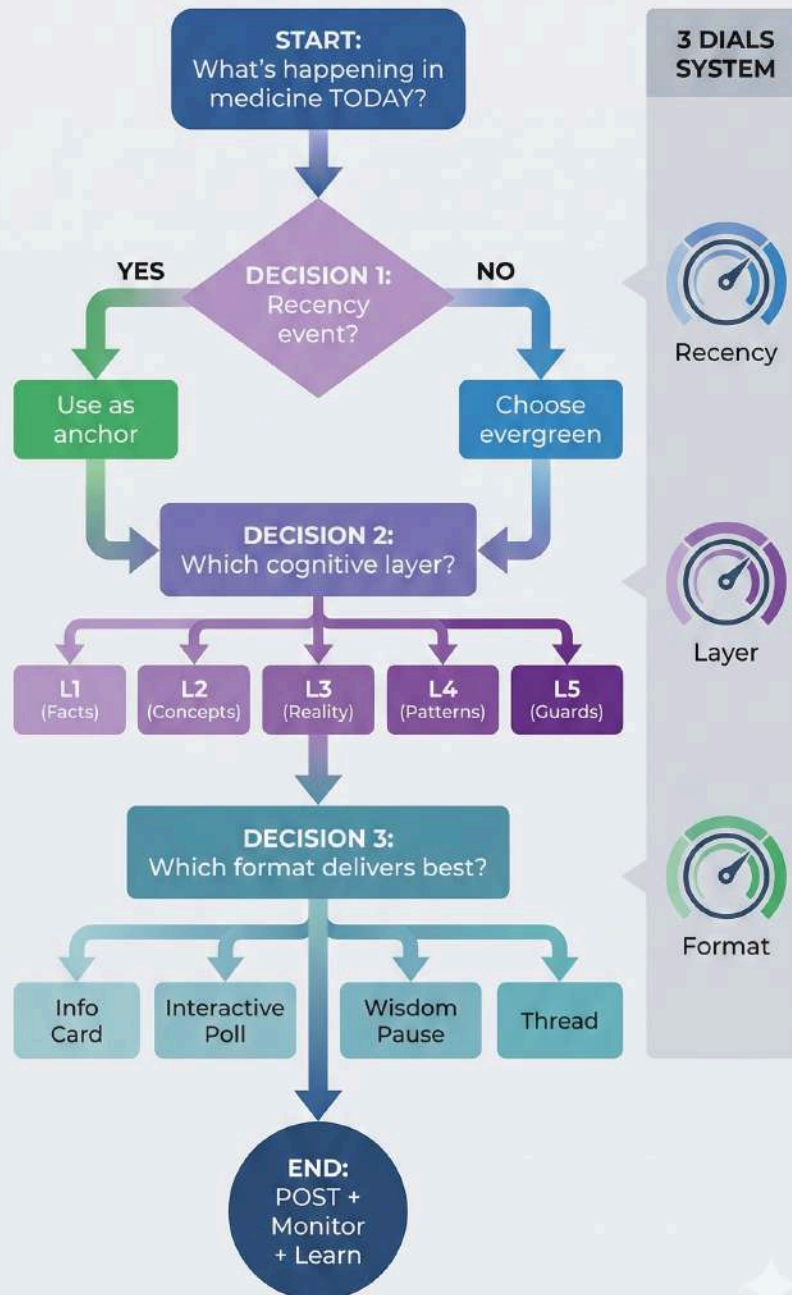 START:
What's happening in
medicine TODAY?
3 DIALS
SYSTEM
YES
NO
DECISION 1:
Recency
event?
Recency
Use as
anchor
Choose
evergreen
DECISION 2:
Which cognitive layer?
Layer
L1
(Facts)
L2
(Concepts)
L3
(Reality)
L4
(Patterns)
L5
(Guards)
DECISION 3:
Which format delivers best?
Format
Info
Card
Interactive
Poll
Wisdom
Pause
Thread
END:
POST +
Monitor
+ Learn